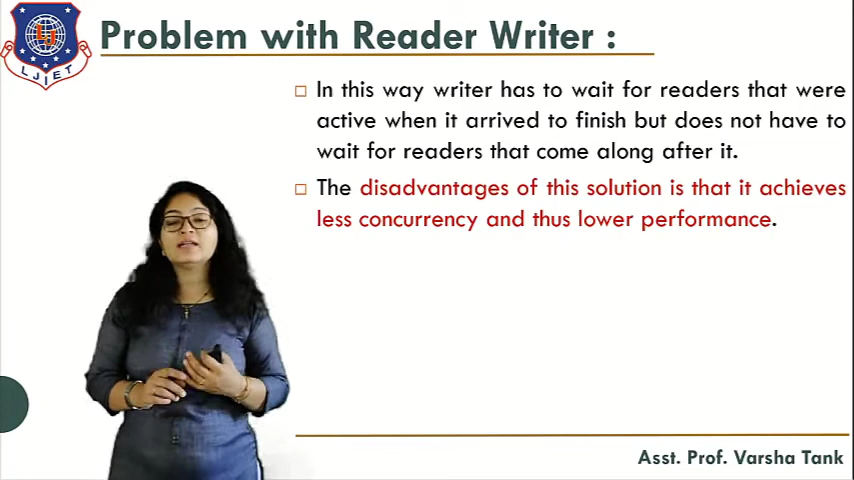 Problem with Reader Writer :
LJIET
In this way writer has to wait for readers that were
active when it arrived to finish but does not have to
wait for readers that come along after it.
The disadvantages of this solution is that it achieves
less concurrency and thus lower performance.
Asst. Prof. Varsha Tank